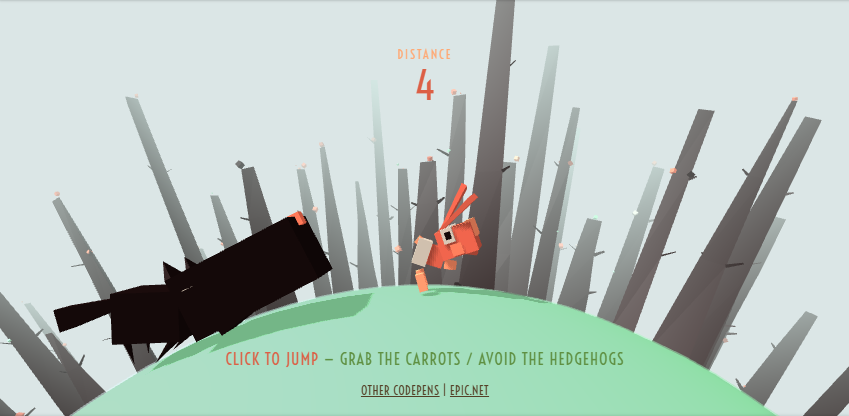 DISTANCE
4
CLICK TO JUMP — GRAB THE CARROTS / AVOID THE HEDGEHOGS
OTHER CODEPENS | EPIC.NET